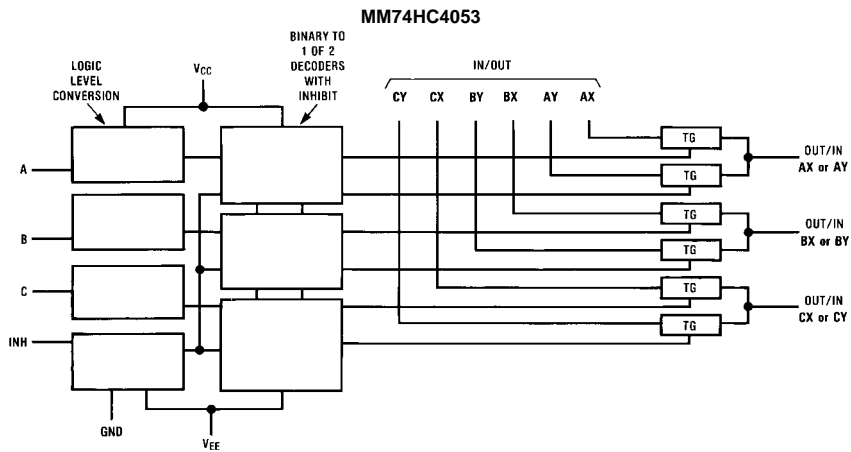 MM74HC4053
BINARY TO
1 OF 2
DECODERS
WITH
INHIBIT
LOGIC
LEVEL
CONVERSION
VCC
IN/OUT
CY CX BY BX AY AX
TG
OUT/IN
AX or AY
A
TG
TG
OUT/IN
BX or BY
B
TG
C
TG
OUT/IN
CX or CY
TG
INH
GND
VEE